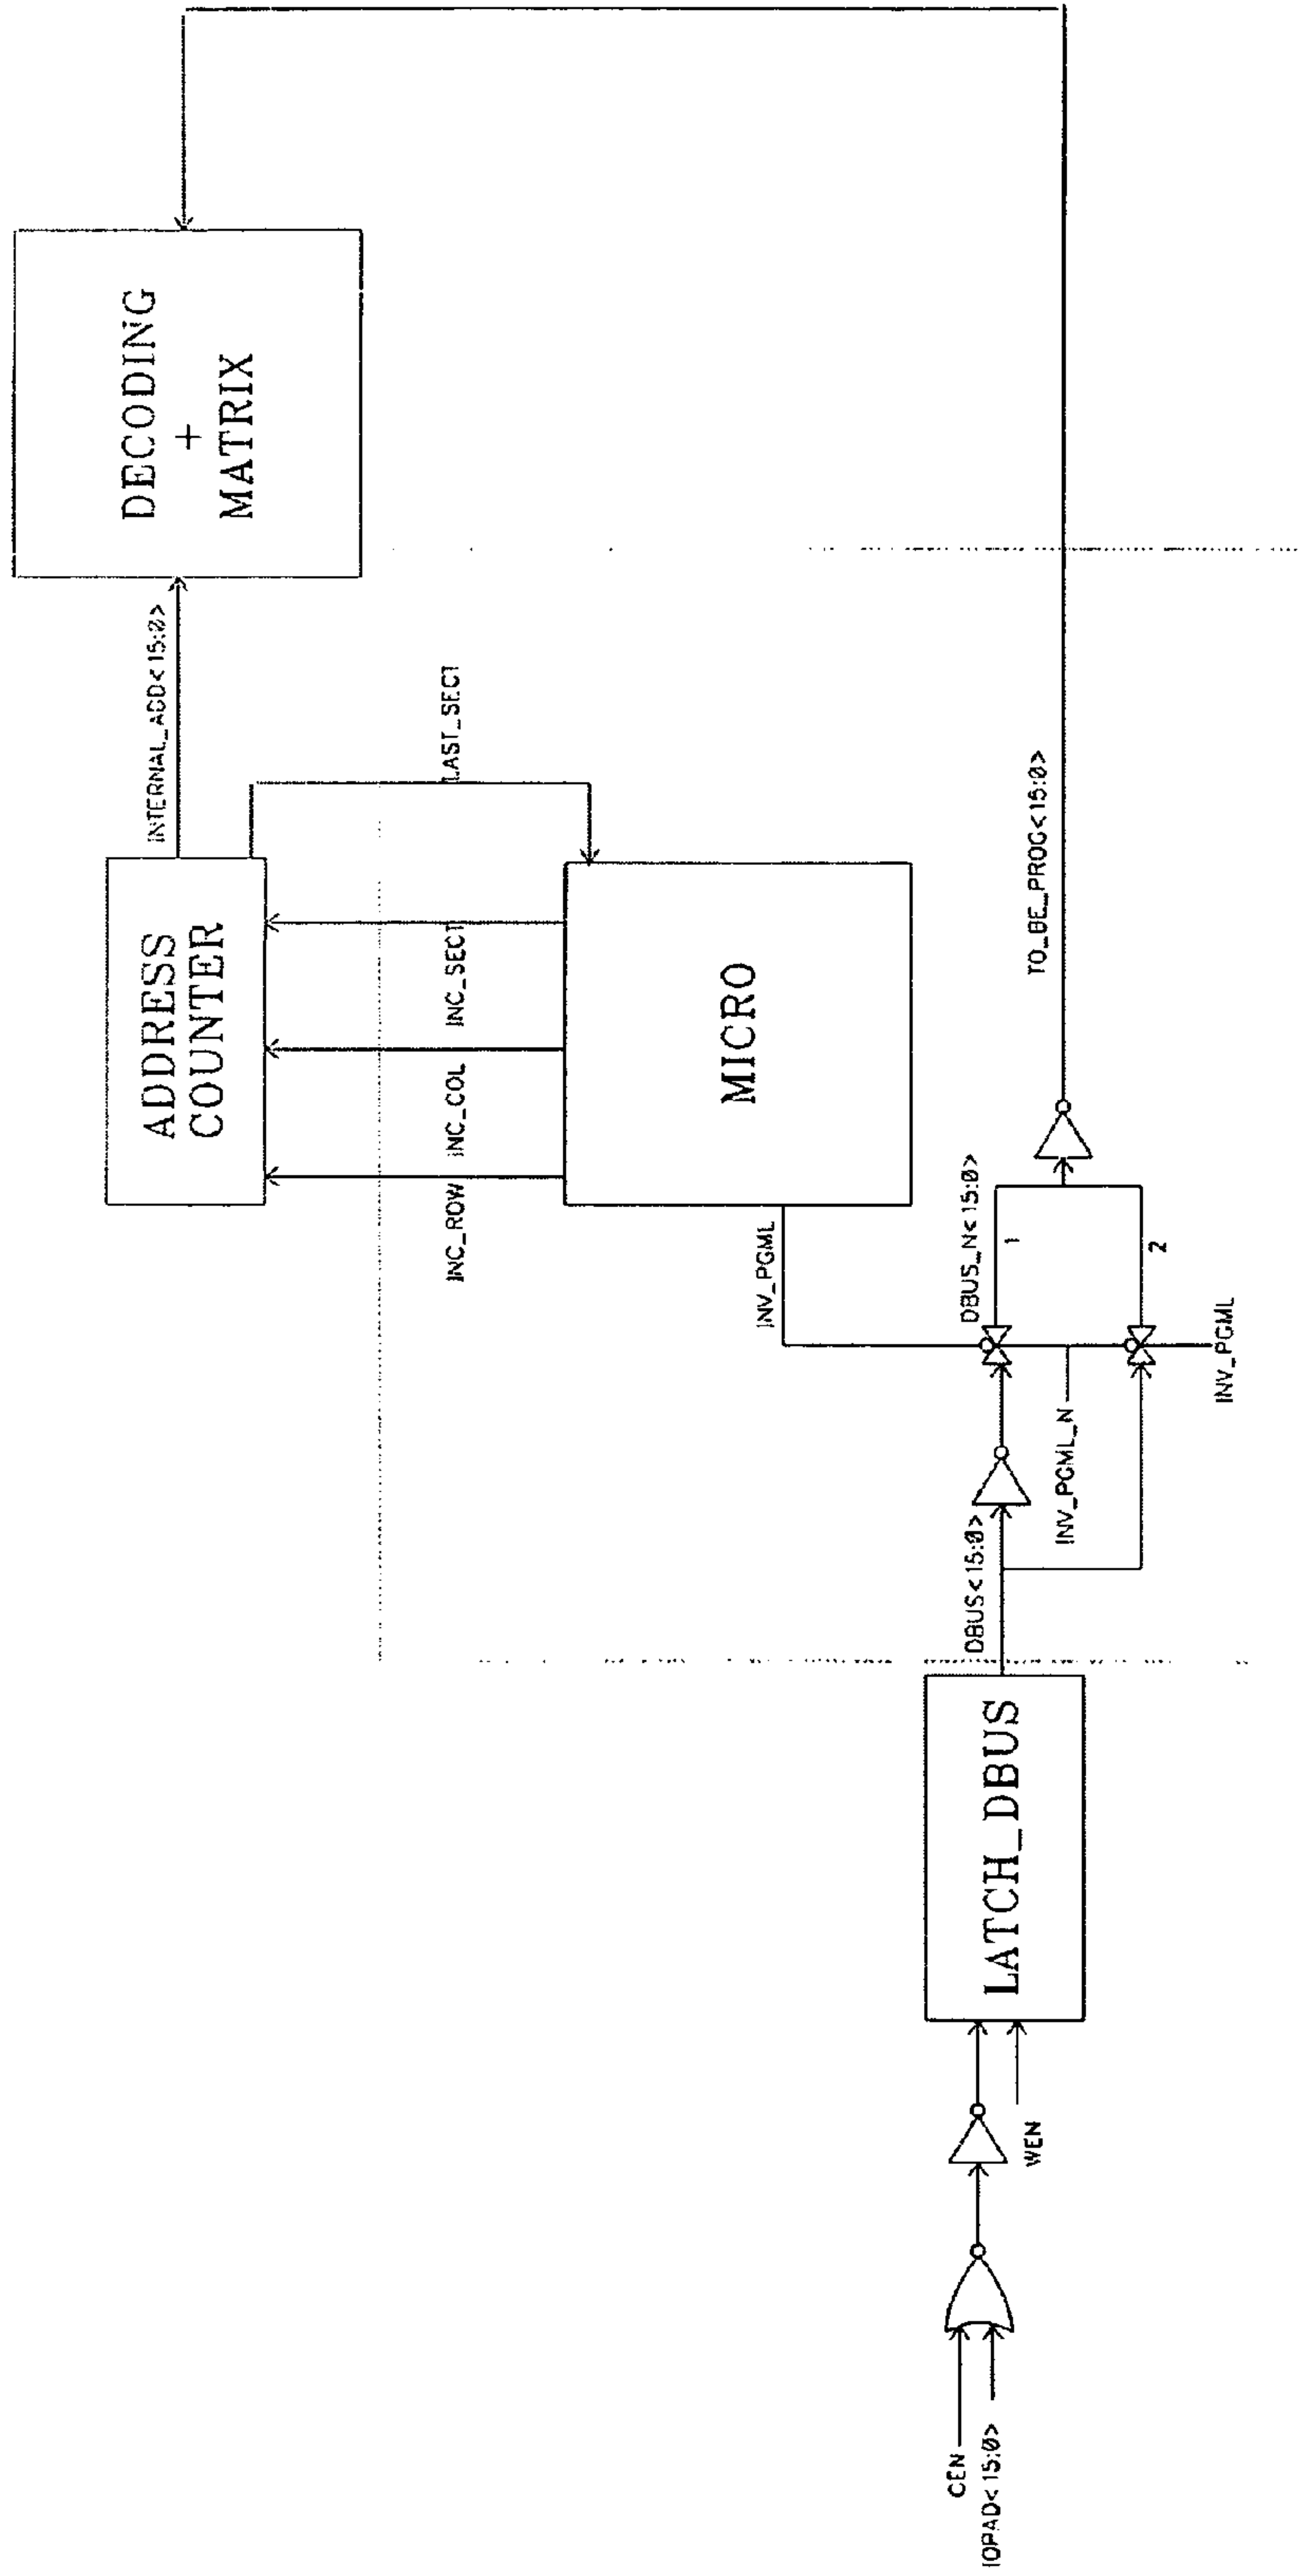 DECODING
+
MATRIX
INTERNAL_ADD<15:0>
LAST_SECT
ADDRESS
COUNTER
INC_SECT
INC_COL
INC_ROW
MICRO
INV_PGML
TO_BE_PROG<15:0>
DBUS_N<15:0>
1
2
INV_PGML_N
INV_PGML
DBUS<15:0>
LATCH_DBUS
WEN
CEN
IOPAD<15:0>